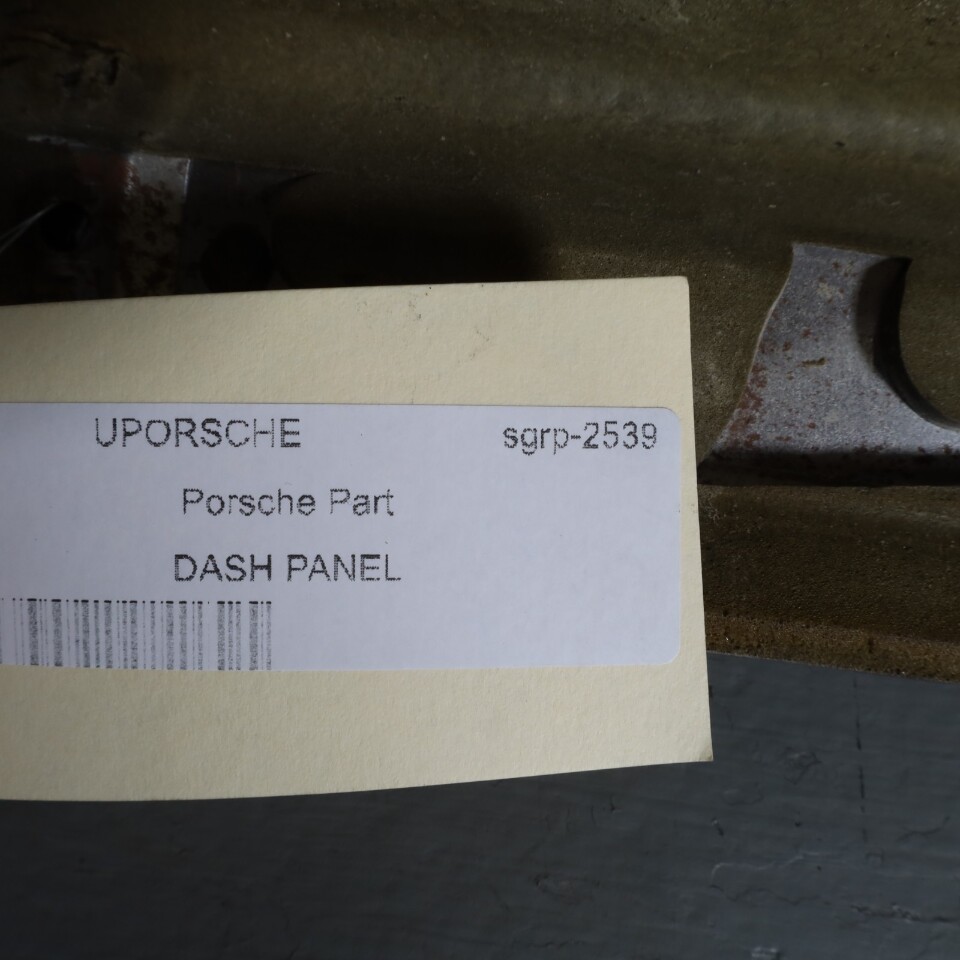 UPORSCHE sgrp-2539
Porsche Part
DASH PANEL